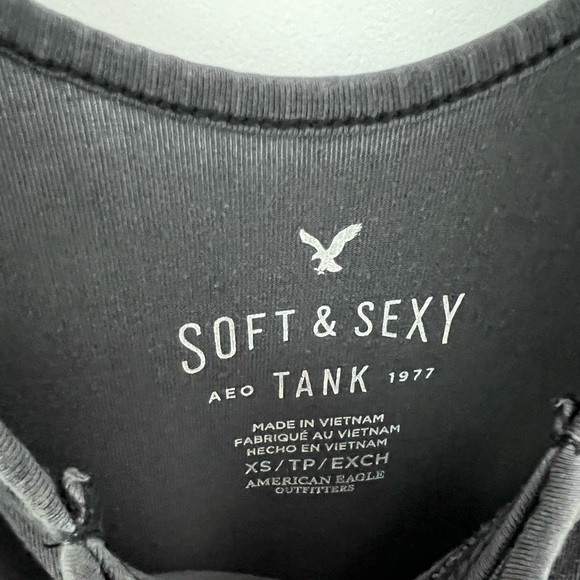 SOFT & SEXY
AEO TANK 1977
MADE IN VIETNAM
FABRIQUÉ AU VIETNAM
HECHO EN VIETNAM
XS/TP/EXCH
AMERICAN EAGLE
OUTFITTERS